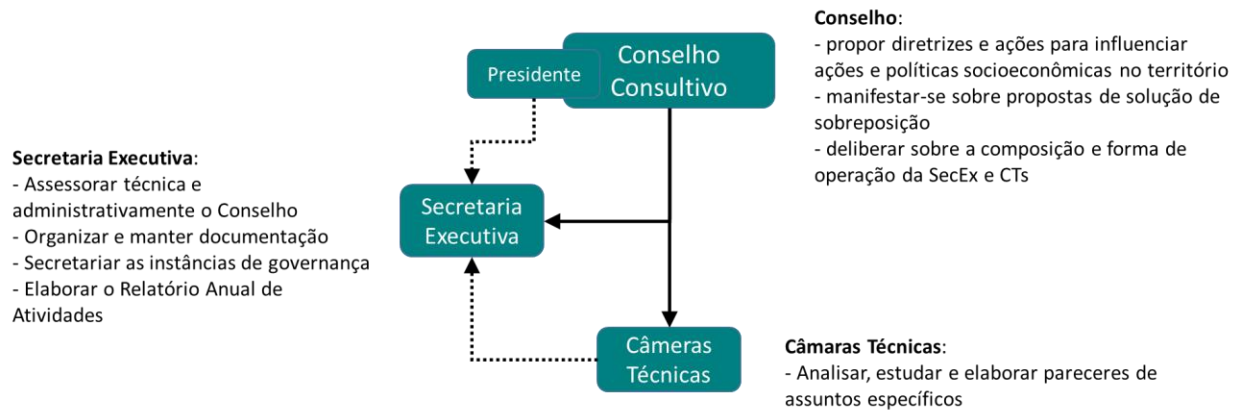 Conselho:
- propor diretrizes e ações para influenciar
ações e políticas socioeconômicas no território
- manifestar-se sobre propostas de solução de
sobreposição
- deliberar sobre a composição e forma de
operação da SecEx e CTs
Presidente
Conselho
Consultivo
Secretaria Executiva:
- Assessorar técnica e
administrativamente o Conselho
- Organizar e manter documentação
- Secretariar as instâncias de governança
- Elaborar o Relatório Anual de
Atividades
Secretaria
Executiva
Câmeras
Técnicas
Câmaras Técnicas:
- Analisar, estudar e elaborar pareceres de
assuntos específicos